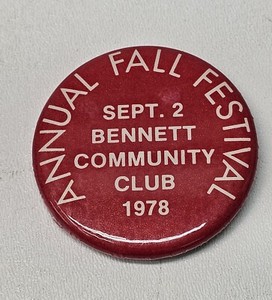 ANNUAL FALL FESTIVAL
SEPT. 2
BENNETT
COMMUNITY
CLUB
1978